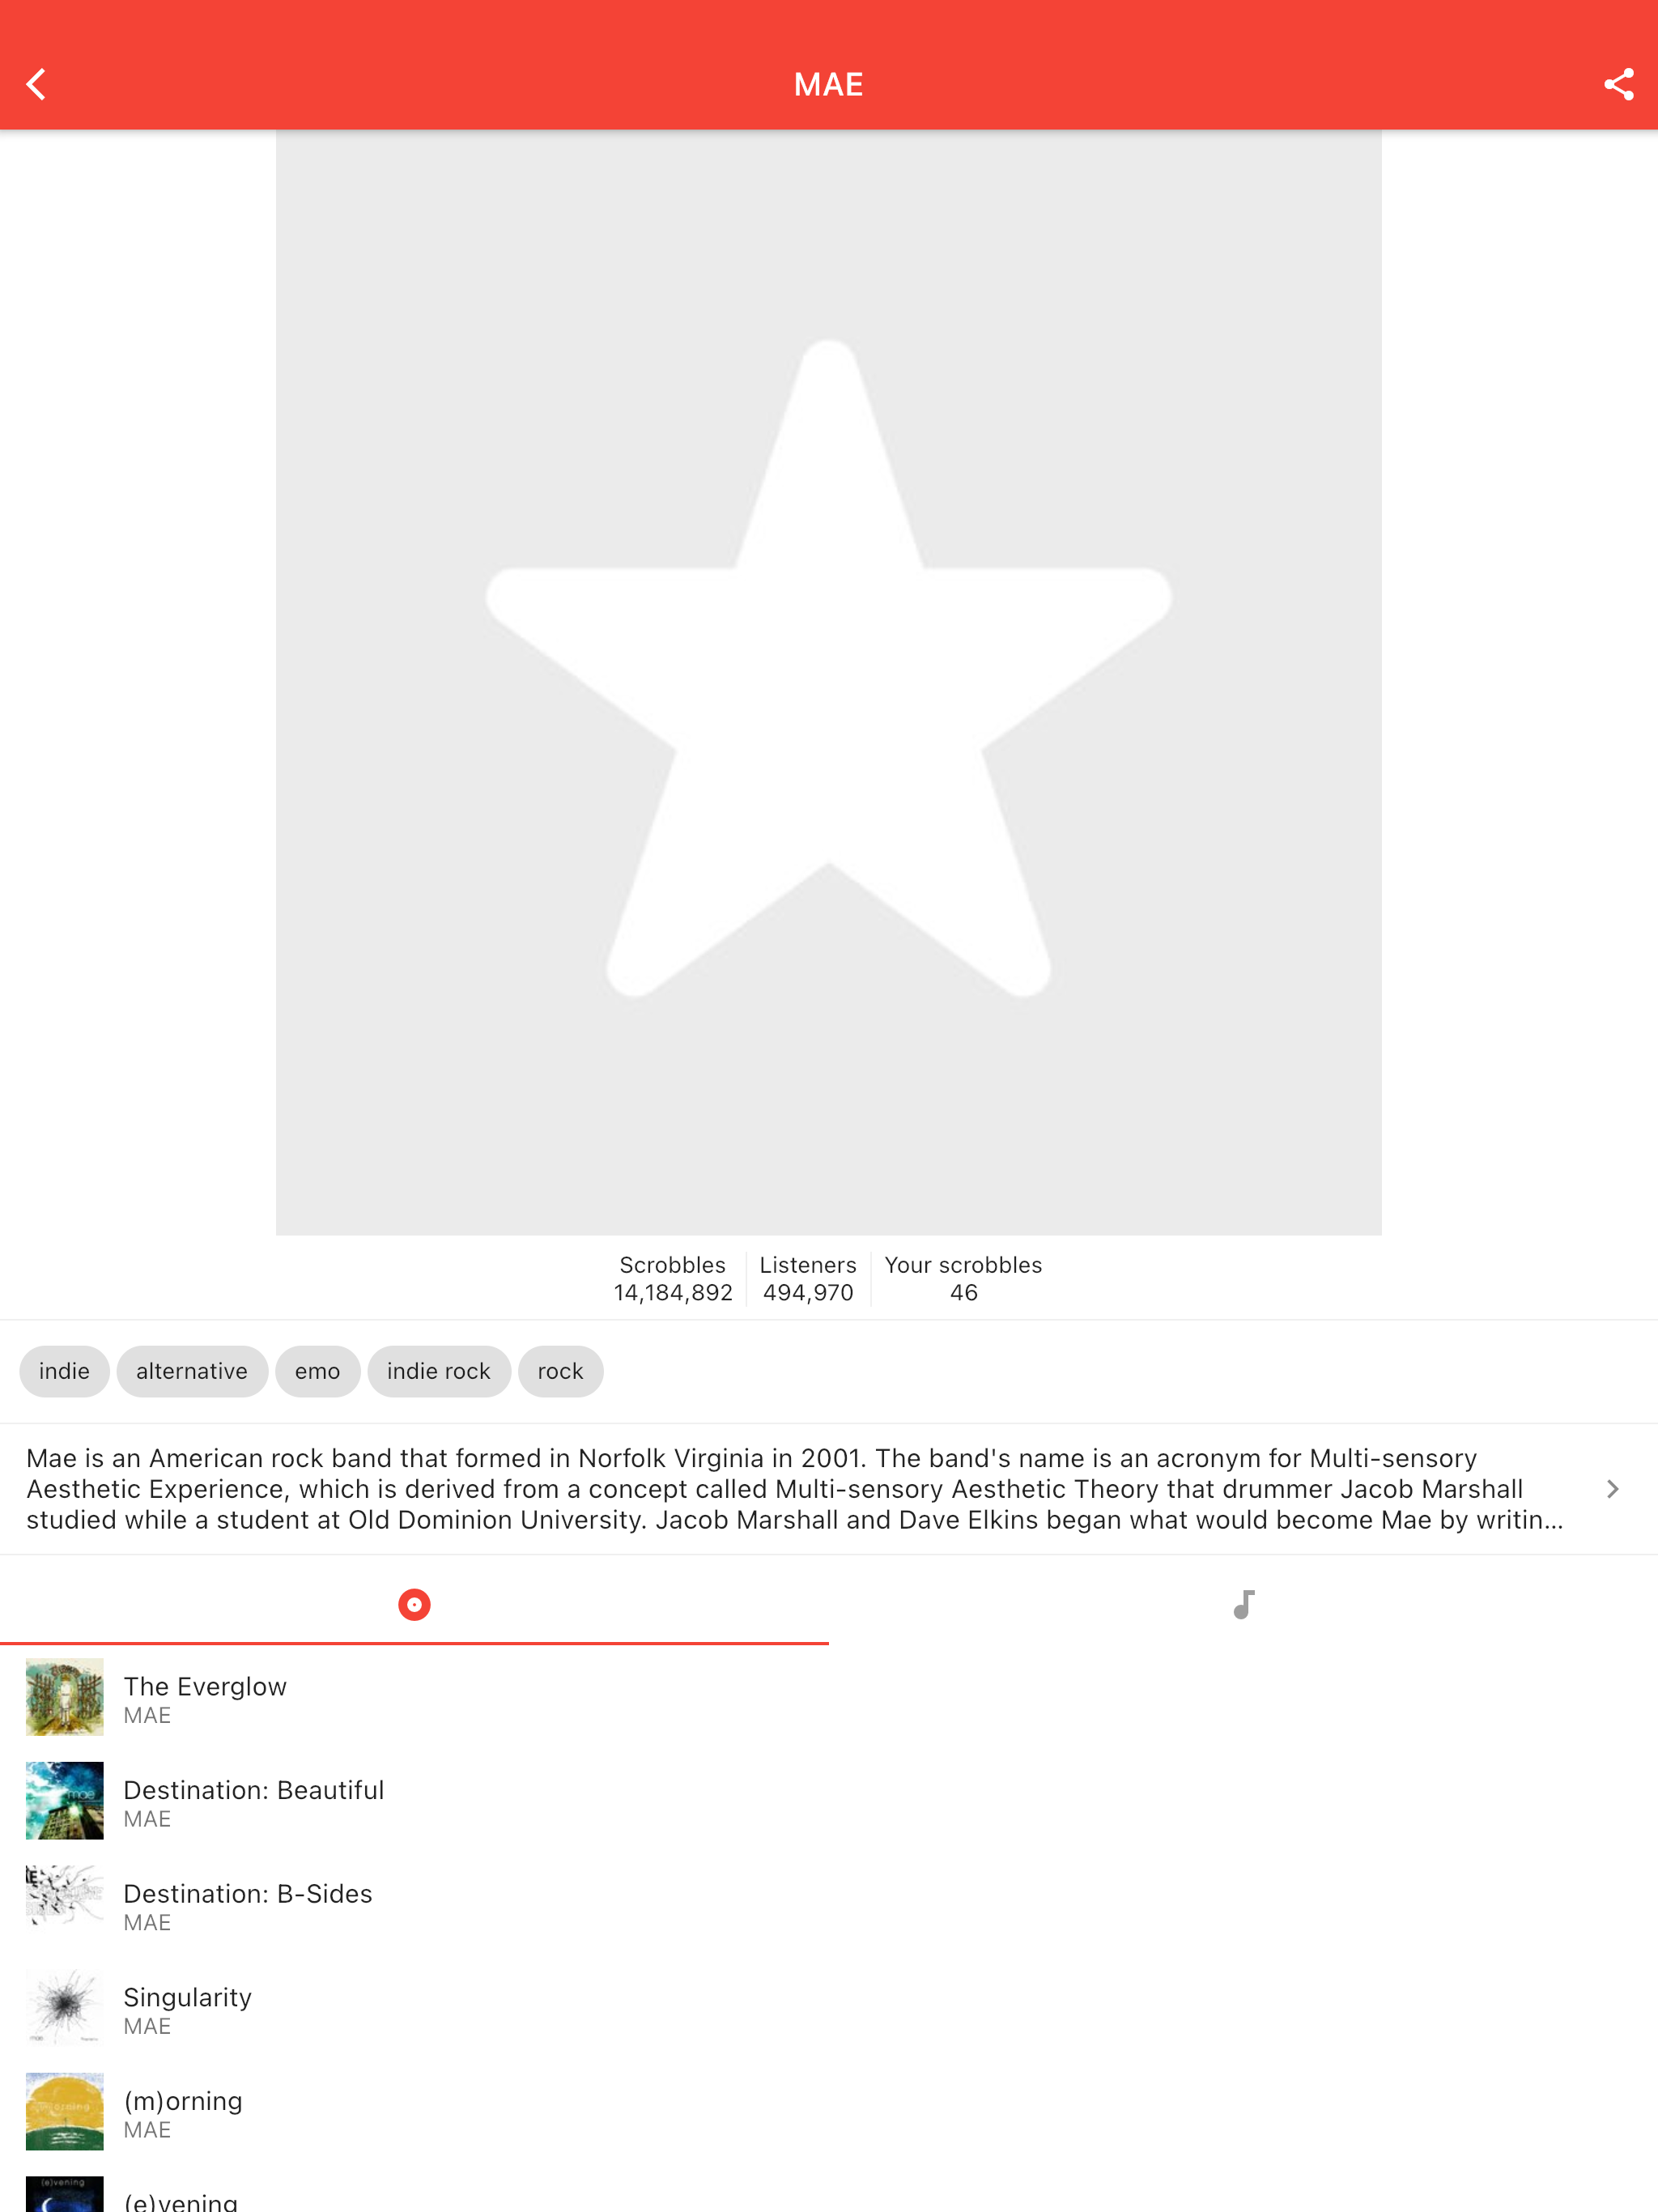 MAE
Scrobbles
14,184,892
Listeners
494,970
Your scrobbles
46
indie
alternative
emo
indie rock
rock
Mae is an American rock band that formed in Norfolk Virginia in 2001. The band's name is an acronym for Multi-sensory
Aesthetic Experience, which is derived from a concept called Multi-sensory Aesthetic Theory that drummer Jacob Marshall
studied while a student at Old Dominion University. Jacob Marshall and Dave Elkins began what would become Mae by writin...
The Everglow
MAE
mae
Destination: Beautiful
MAE
Destination: B-Sides
MAE
Singularity
MAE
(m)orning
MAE
(e)vening
(e)vening